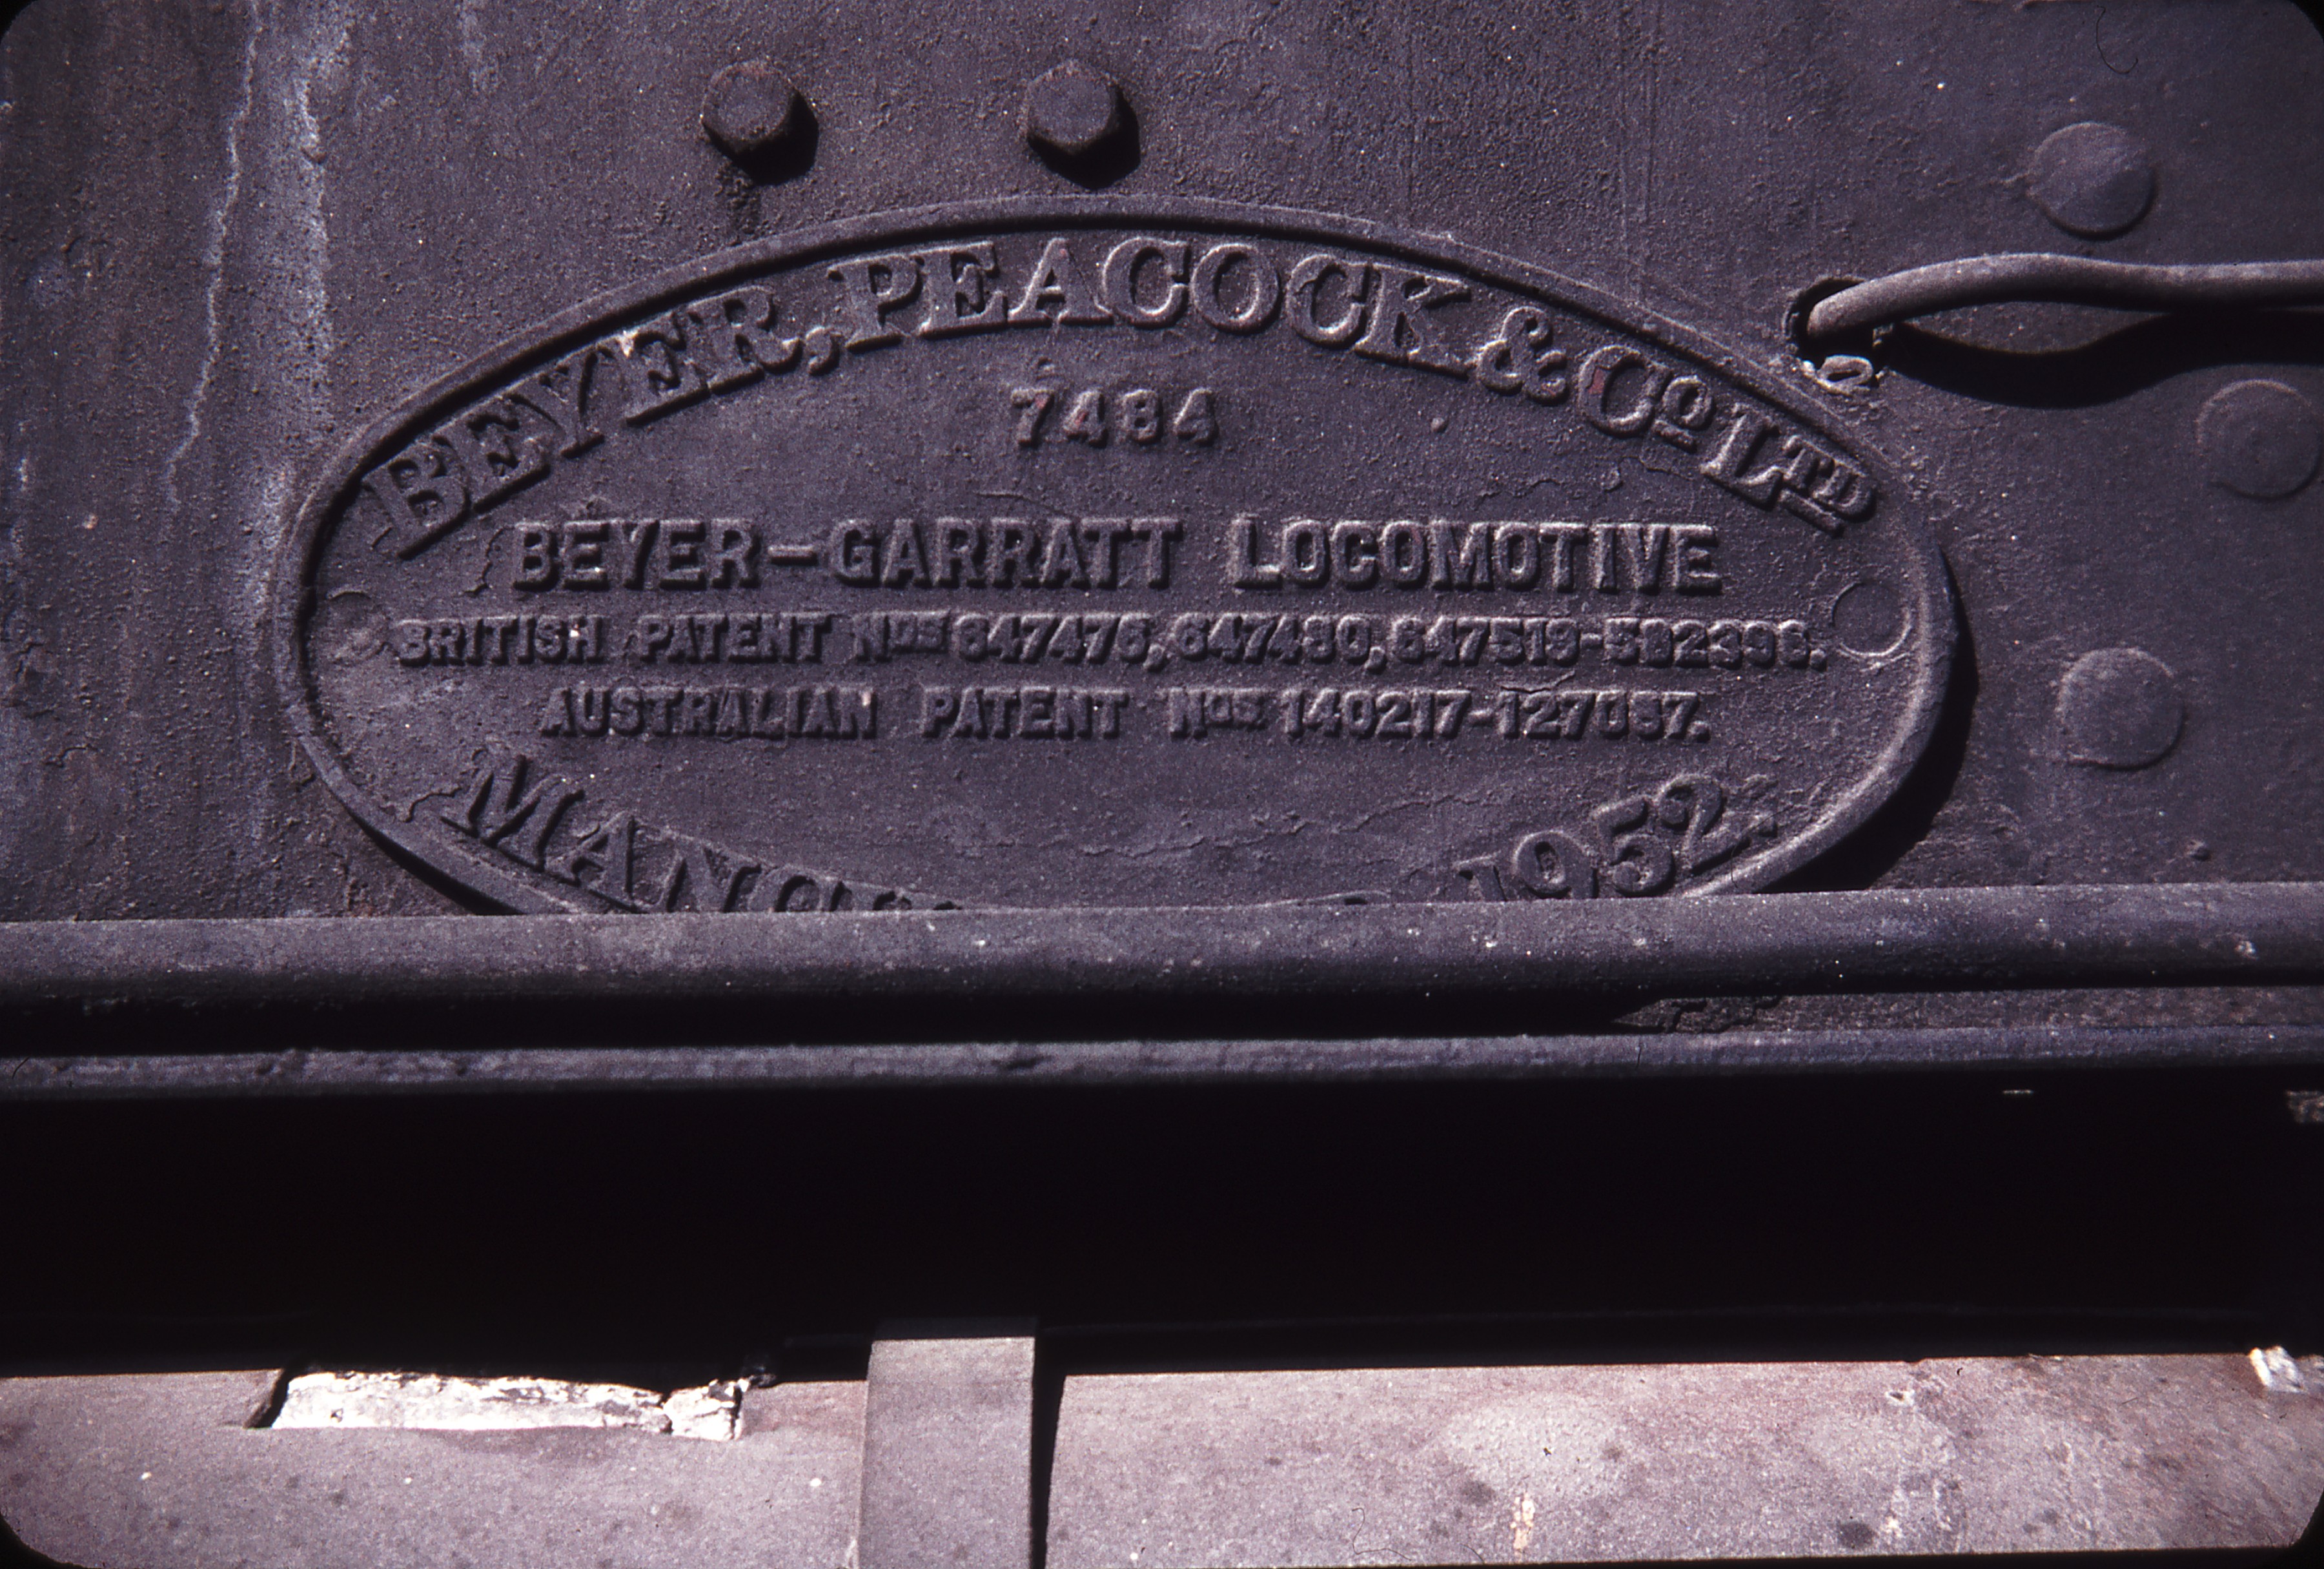 BEYER, PEACOCK & Co LTD
7484
BEYER-GARRATT LOCOMOTIVE
BRITISH PATENT Nos 647476, 647480, 647519-582396.
AUSTRALIAN PATENT Nos 140217-127087.
1952.